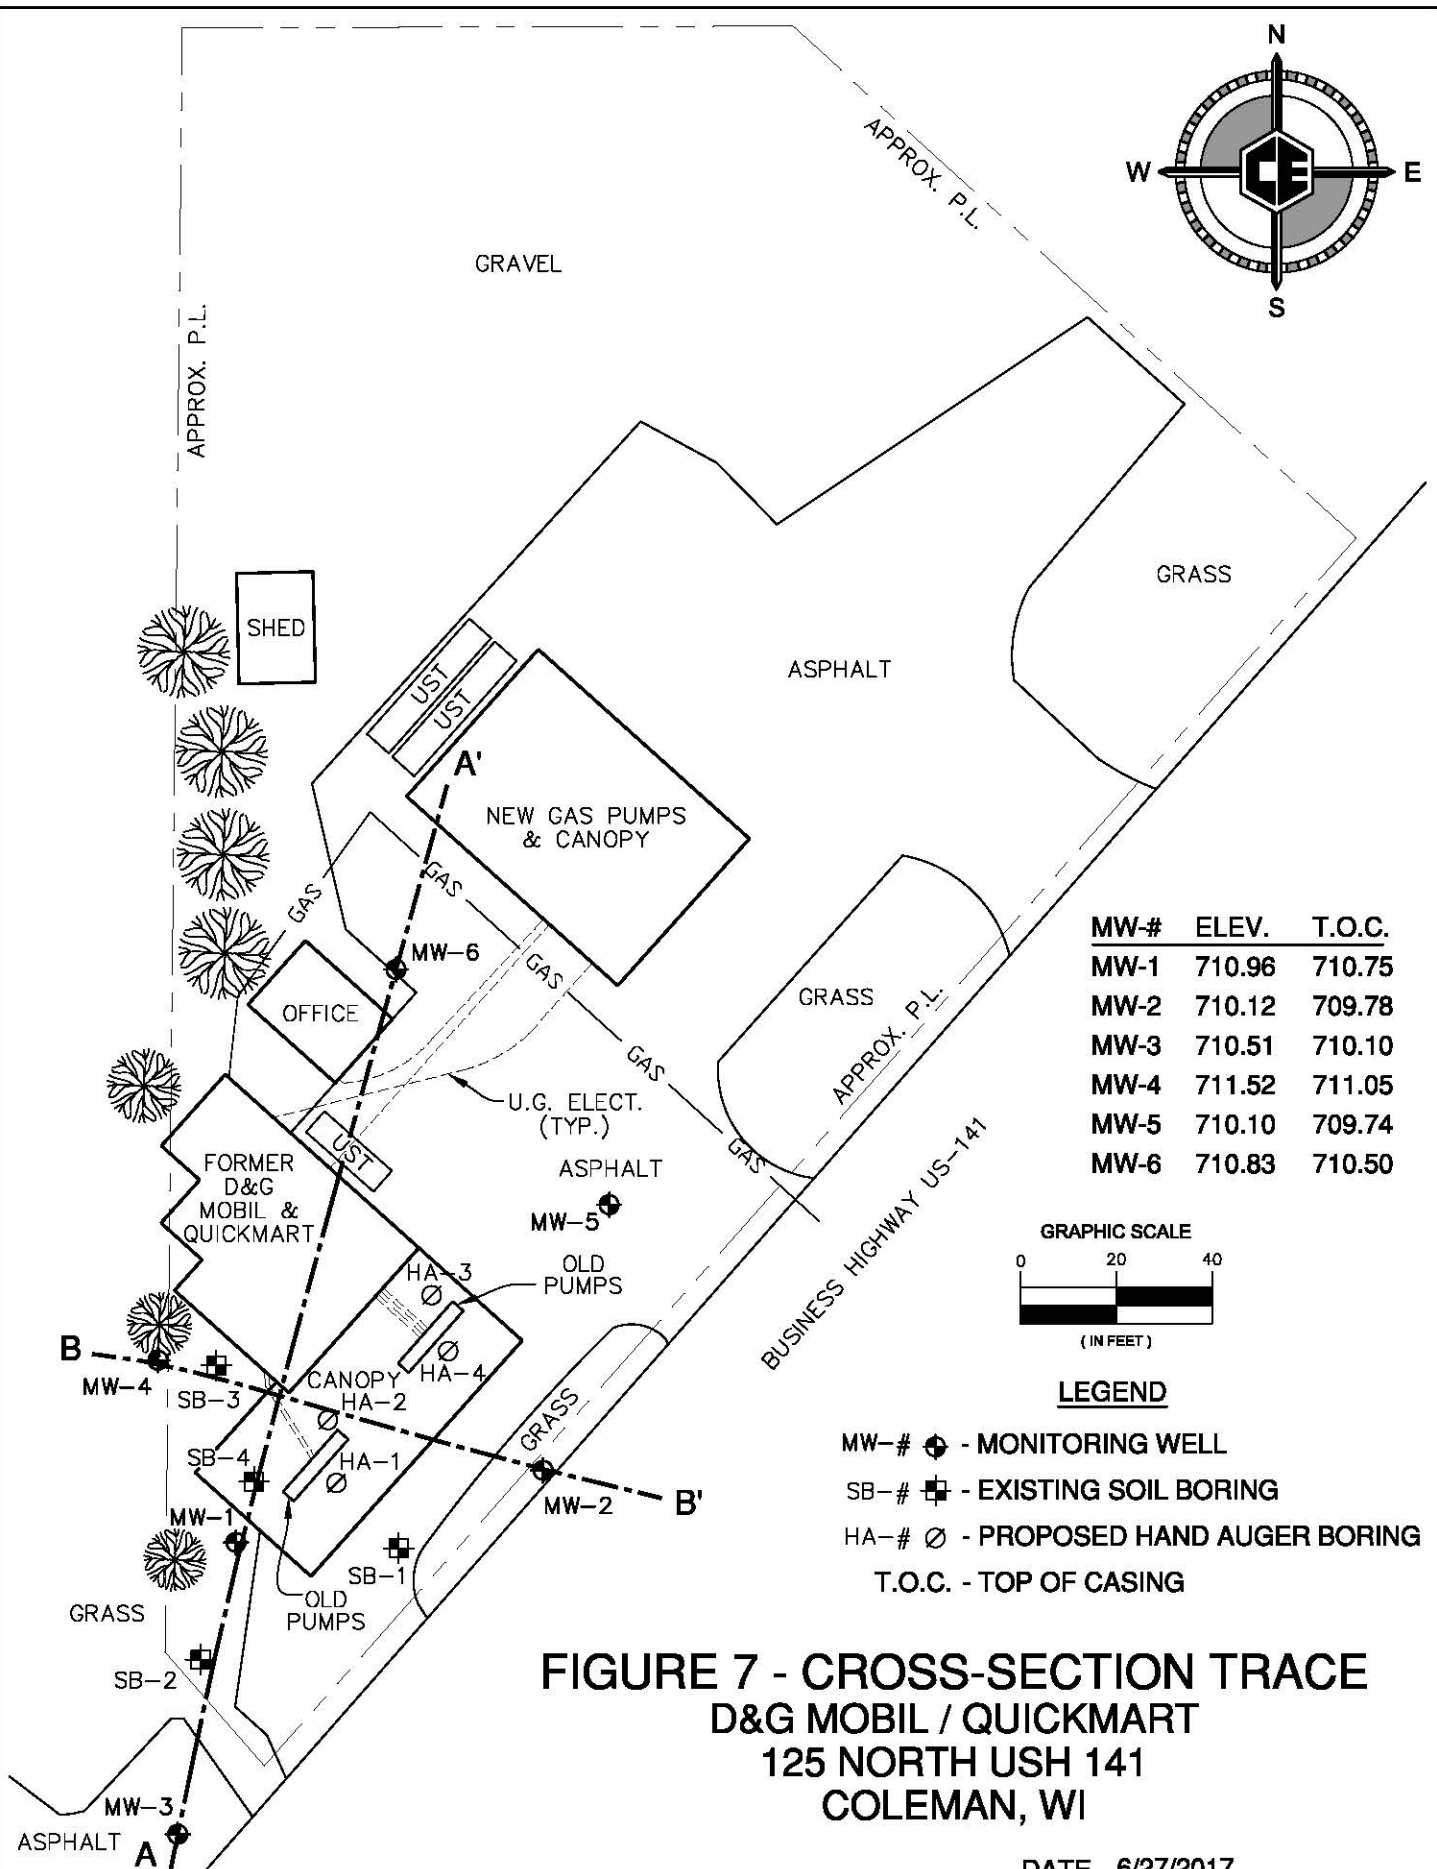 N
W
E
S
CE
APPROX. P.L.
GRAVEL
APPROX. P.L.
GRASS
SHED
UST
UST
ASPHALT
A'
NEW GAS PUMPS
& CANOPY
GAS
GAS
MW-6
GAS
OFFICE
GRASS
APPROX. P.L.
GAS
U.G. ELECT.
(TYP.)
UST
GAS
FORMER
D&G
MOBIL &
QUICKMART
ASPHALT
MW-5
BUSINESS HIGHWAY US-141
MW-# ELEV. T.O.C.
MW-1 710.96 710.75
MW-2 710.12 709.78
MW-3 710.51 710.10
MW-4 711.52 711.05
MW-5 710.10 709.74
MW-6 710.83 710.50
GRAPHIC SCALE
0 20 40
( IN FEET )
HA-3
OLD
PUMPS
B
MW-4
SB-3
CANOPY
HA-4
HA-2
GRASS
SB-4
HA-1
MW-2
B'
MW-1
SB-1
OLD
PUMPS
GRASS
SB-2
MW-3
ASPHALT
A
LEGEND
MW-# - MONITORING WELL
SB-# - EXISTING SOIL BORING
HA-# - PROPOSED HAND AUGER BORING
T.O.C. - TOP OF CASING
FIGURE 7 - CROSS-SECTION TRACE
D&G MOBIL / QUICKMART
125 NORTH USH 141
COLEMAN, WI
DATE 6/27/2017